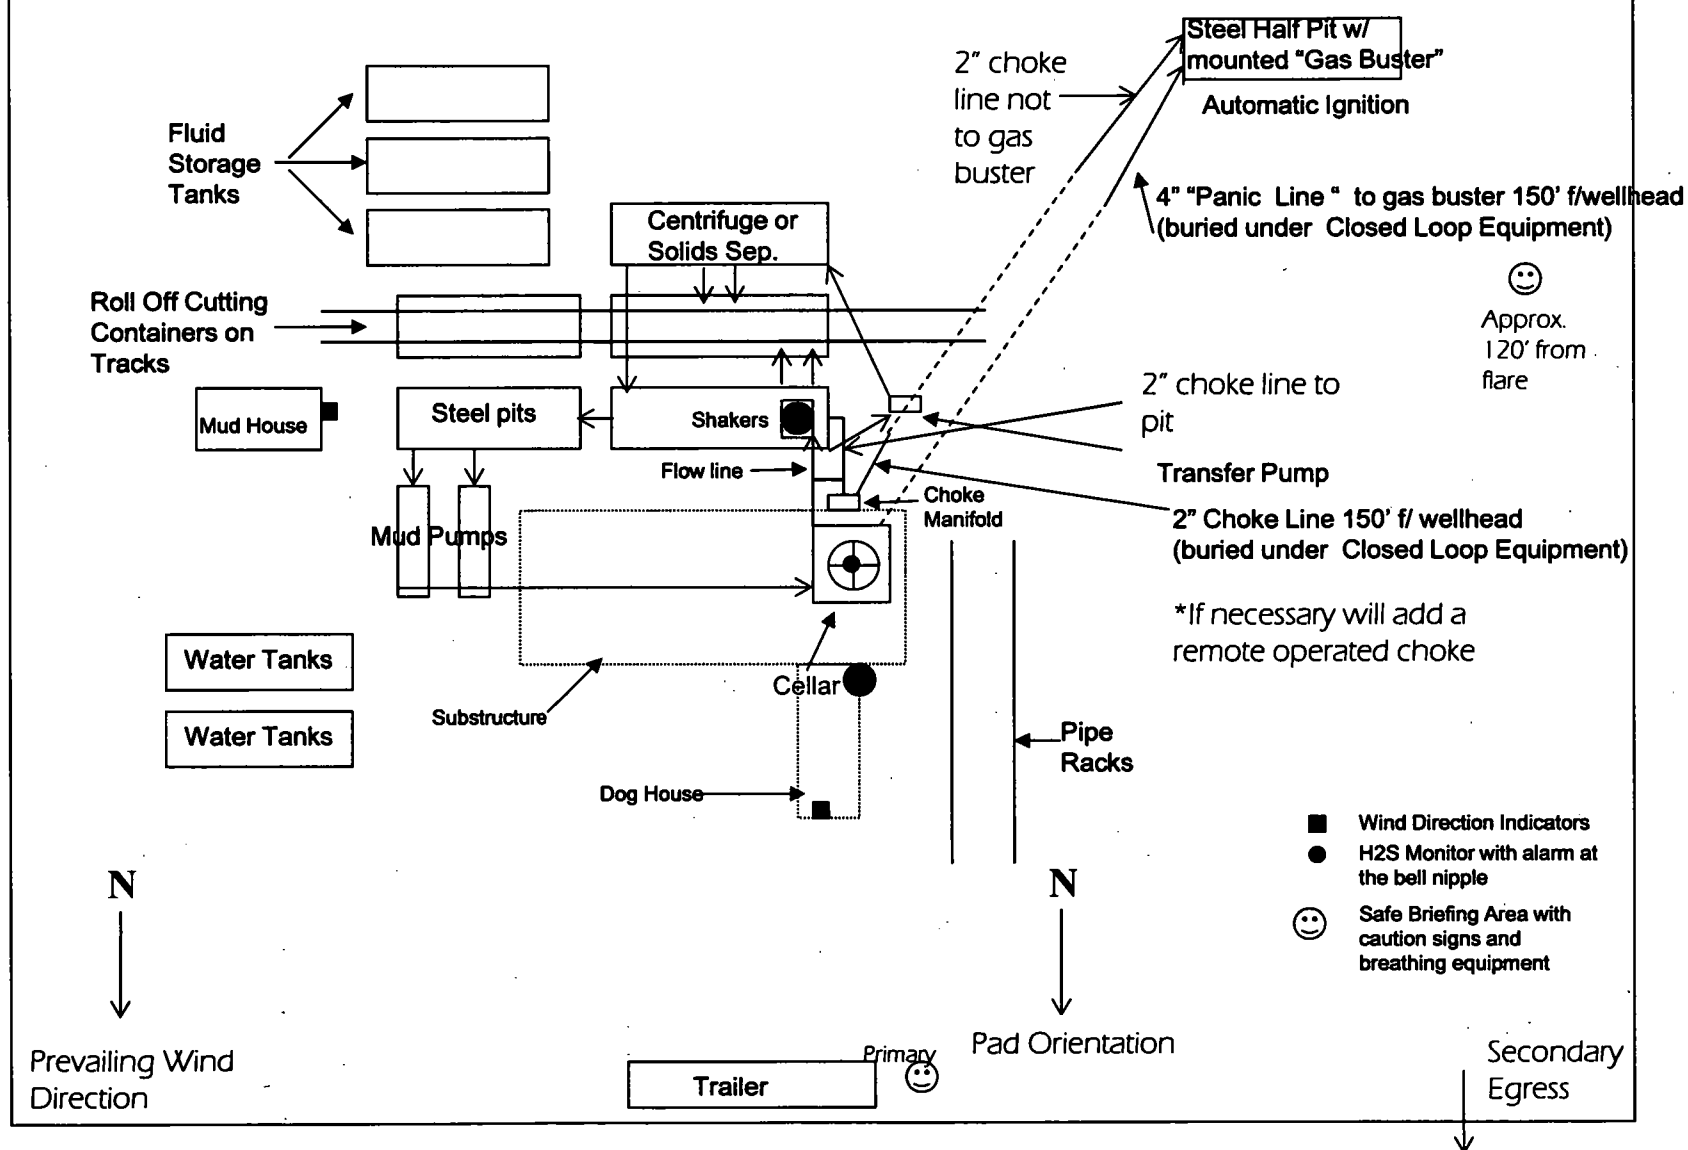 Steel Half Pit w/
mounted “Gas Buster”
Automatic Ignition
2” choke
line not
to gas
buster
Fluid
Storage
Tanks
4” “Panic Line “ to gas buster 150’ f/wellhead
(buried under Closed Loop Equipment)
Centrifuge or
Solids Sep.
Roll Off Cutting
Containers on
Tracks
Approx.
120’ from
flare
2” choke line to
pit
Mud House
Steel pits
Shakers
Flow line
Transfer Pump
Choke
Manifold
2” Choke Line 150’ f/ wellhead
(buried under Closed Loop Equipment)
Mud Pumps
*If necessary will add a
remote operated choke
Water Tanks
Cellar
Substructure
Water Tanks
Pipe
Racks
Dog House
Wind Direction Indicators
H2S Monitor with alarm at
the bell nipple
Safe Briefing Area with
caution signs and
breathing equipment
N
N
Prevailing Wind
Direction
Pad Orientation
Primary
Trailer
Secondary
Egress